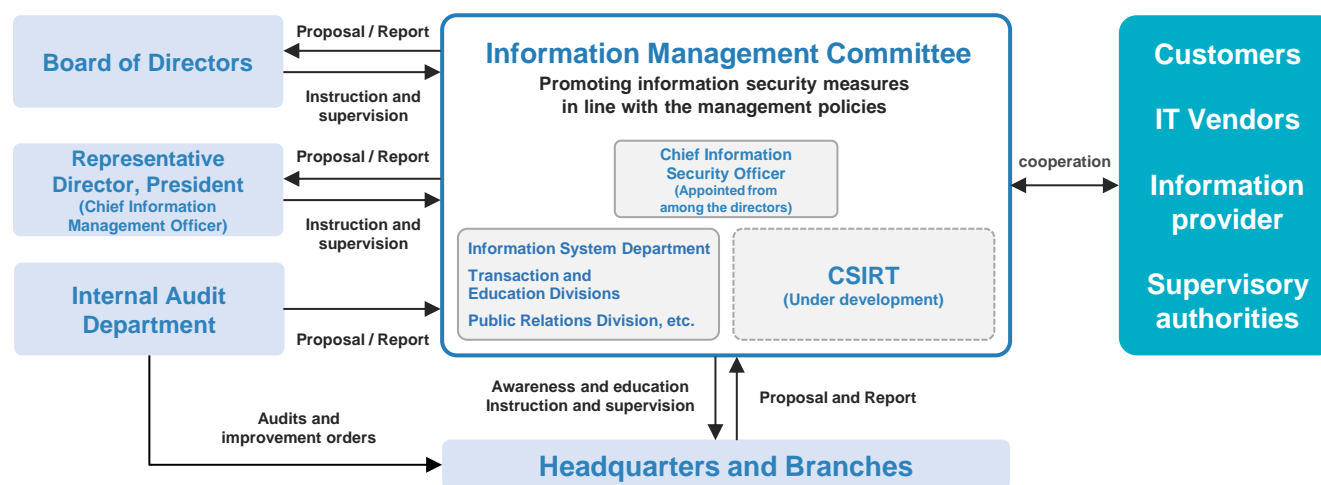 Board of Directors
Proposal / Report
Instruction and
supervision
Representative
Director, President
(Chief Information
Management Officer)
Proposal / Report
Instruction and
supervision
Internal Audit
Department
Proposal / Report
Information Management Committee
Promoting information security measures
in line with the management policies
Chief Information
Security Officer
(Appointed from
among the directors)
Information System Department
Transaction and
Education Divisions
Public Relations Division, etc.
CSIRT
(Under development)
cooperation
Customers
IT Vendors
Information
provider
Supervisory
authorities
Awareness and education
Instruction and supervision
Proposal and Report
Audits and
improvement orders
Headquarters and Branches